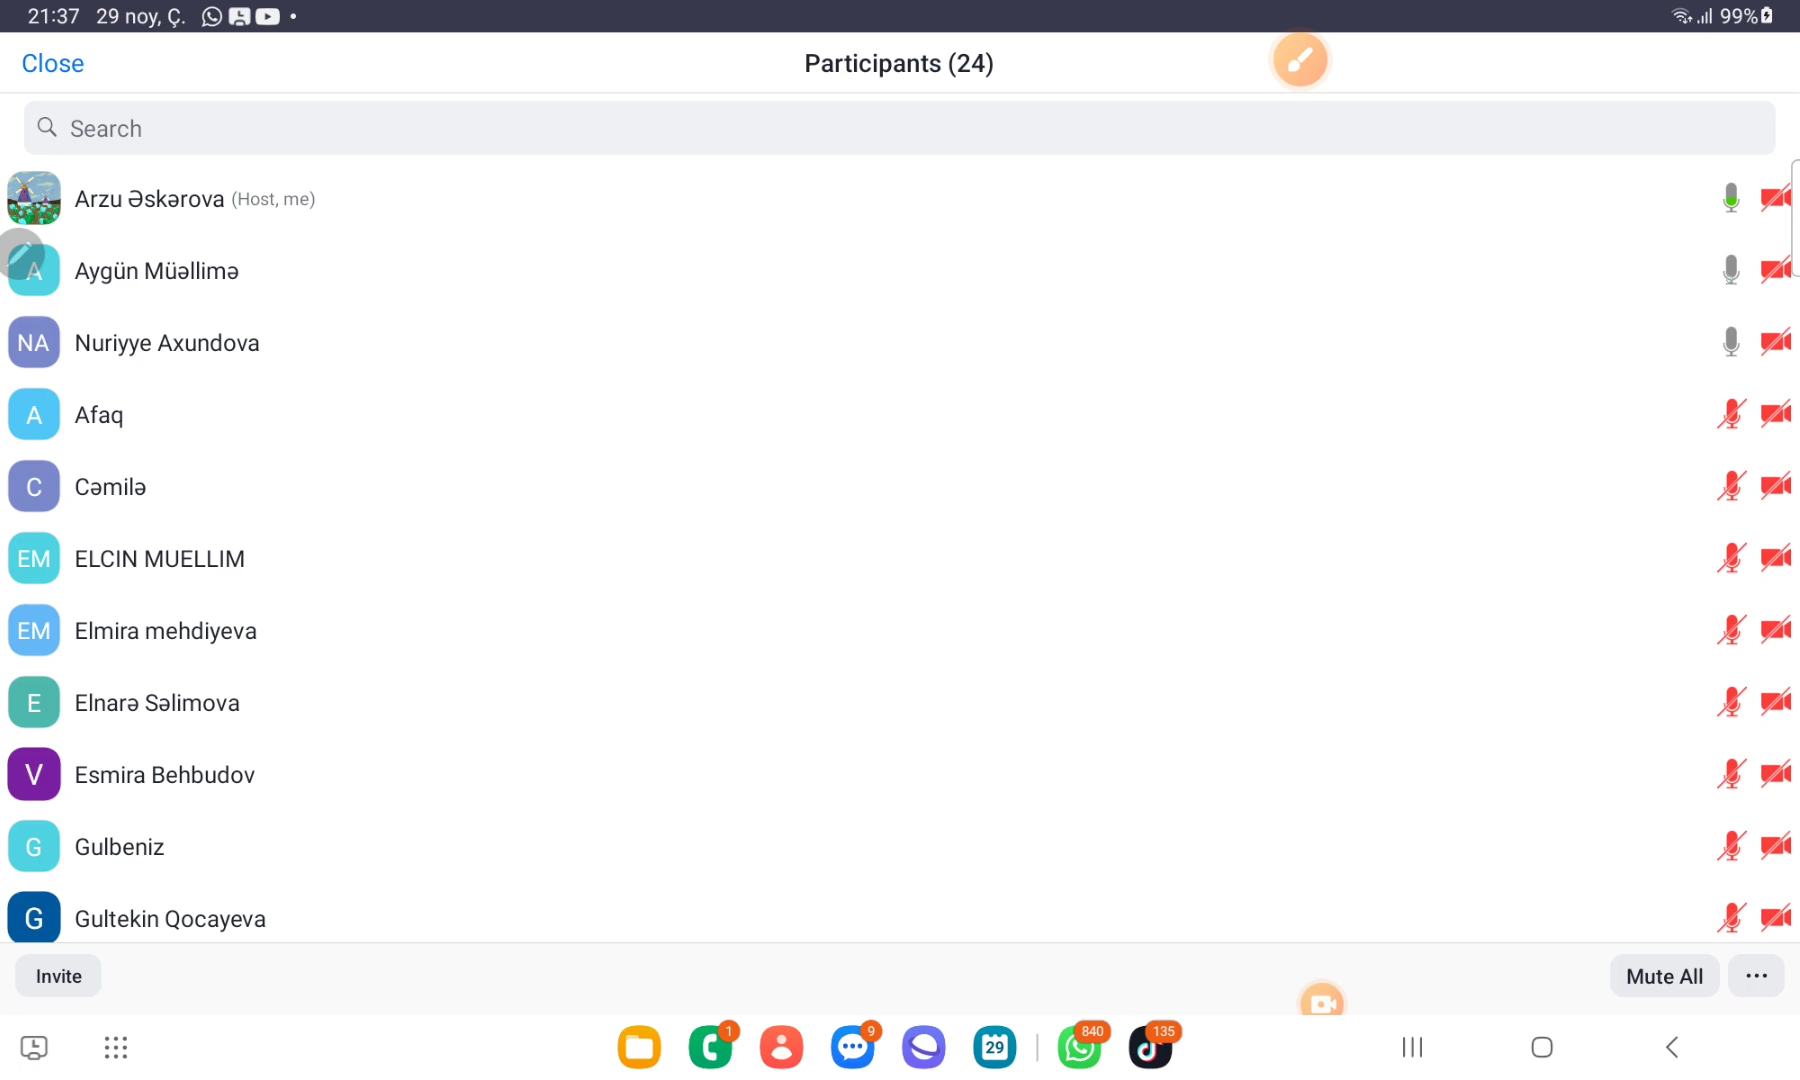 21:37 29 noy, Ç. 99%
Close
Participants (24)
Search
Arzu Əskərova (Host, me)
A Aygün Müəllimə
NA Nuriyye Axundova
A Afaq
C Cəmilə
EM ELCIN MUELLIM
EM Elmira mehdiyeva
E Elnarə Səlimova
V Esmira Behbudov
G Gulbeniz
G Gultekin Qocayeva
Invite
Mute All
1 9 29 840 135